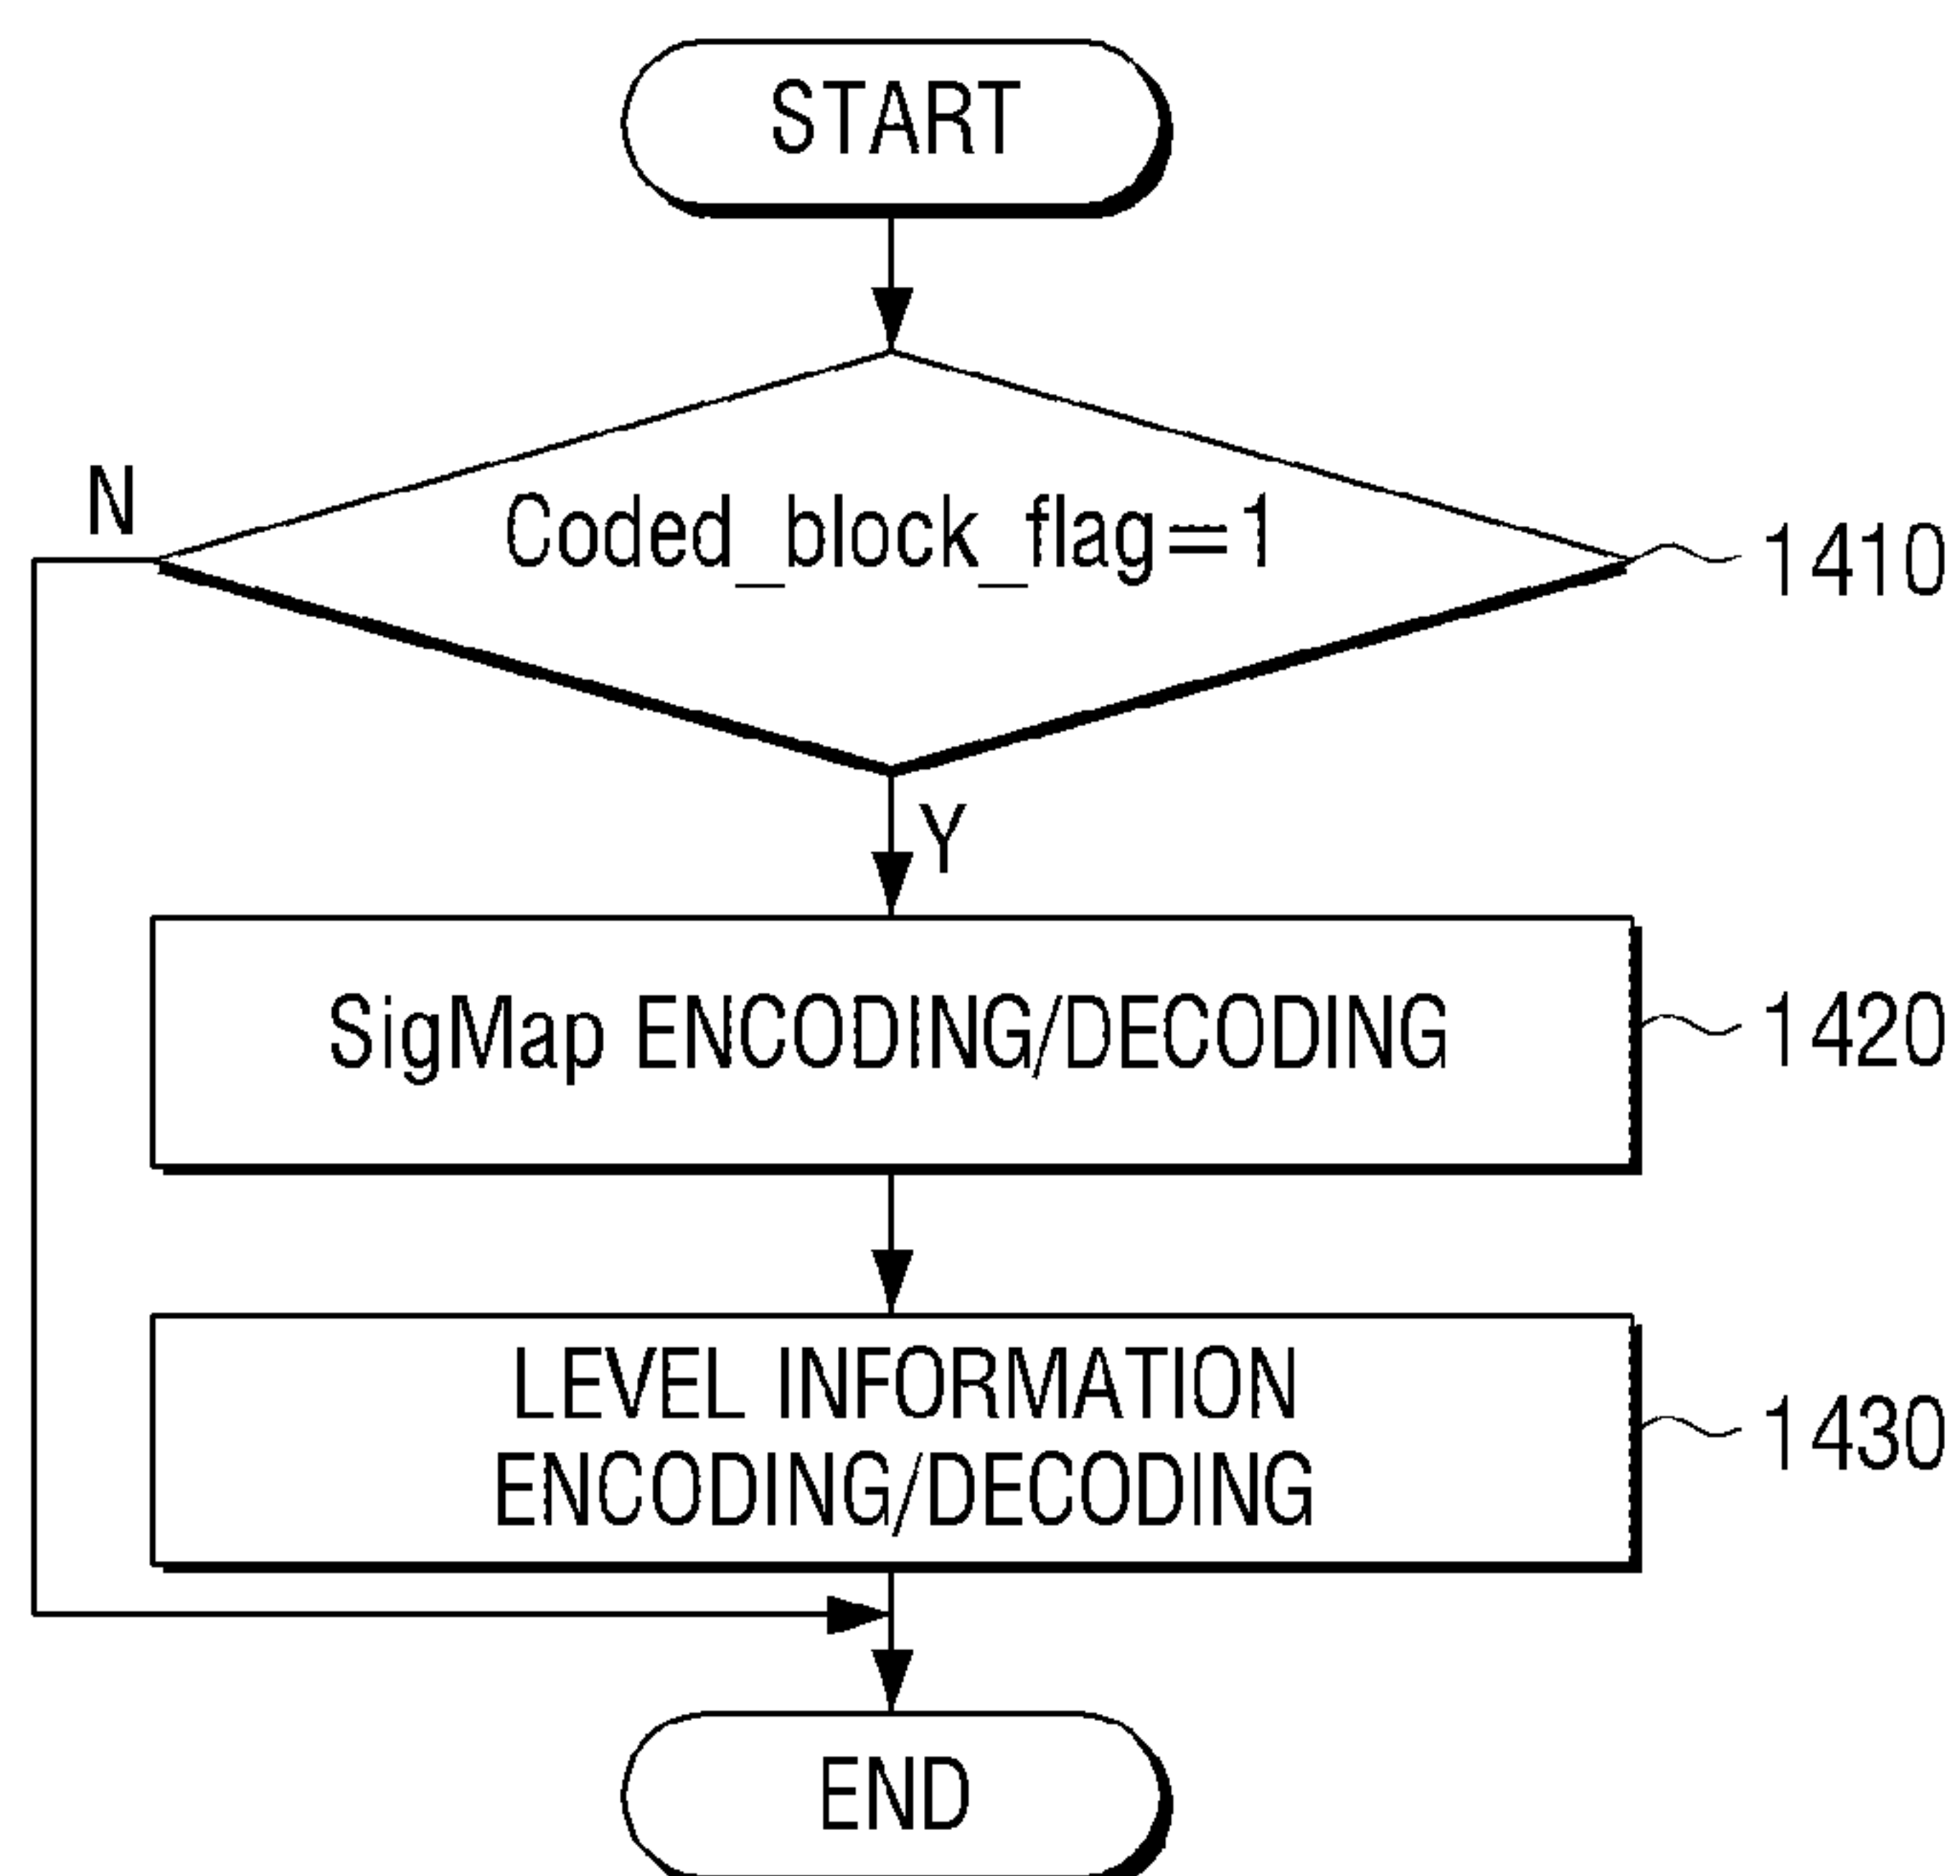 START
N
Coded_block_flag=1
1410
Y
SigMap ENCODING/DECODING
1420
LEVEL INFORMATION
ENCODING/DECODING
1430
END